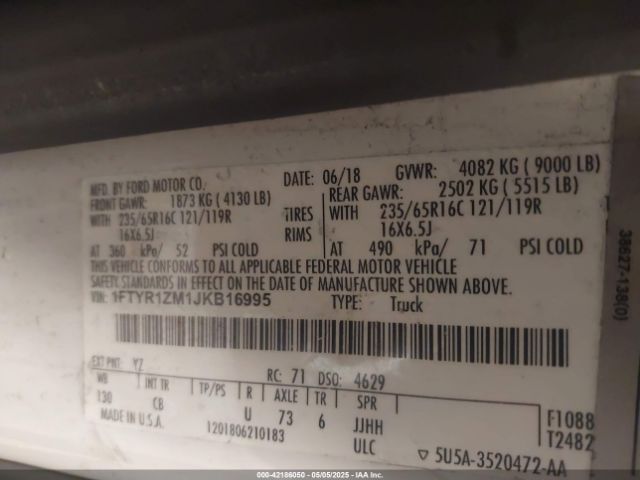 MFD. BY FORD MOTOR CO.
DATE: 06/18 GVWR: 4082 KG ( 9000 LB)
FRONT GAWR: 1873 KG ( 4130 LB)
REAR GAWR: 2502 KG ( 5515 LB)
WITH 235/65R16C 121/119R TIRES WITH 235/65R16C 121/119R
16X6.5J RIMS 16X6.5J
AT 360 kPa/ 52 PSI COLD AT 490 kPa/ 71 PSI COLD
THIS VEHICLE CONFORMS TO ALL APPLICABLE FEDERAL MOTOR VEHICLE
SAFETY STANDARDS IN EFFECT ON THE DATE OF MANUFACTURE SHOWN ABOVE.
VIN: 1FTYR1ZM1JKB16995 TYPE: Truck
EXT PNT: YZ RC: 71 DSO: 4629
WB INT TR TP/PS R AXLE TR SPR
130 CB U 73 6 JJHH F1088
MADE IN U.S.A. 1201806210183 ULC T2482
▽ 5U5A-3520472-AA
38627-138(0)
000-42186050 - 05/05/2025 - IAA Inc.